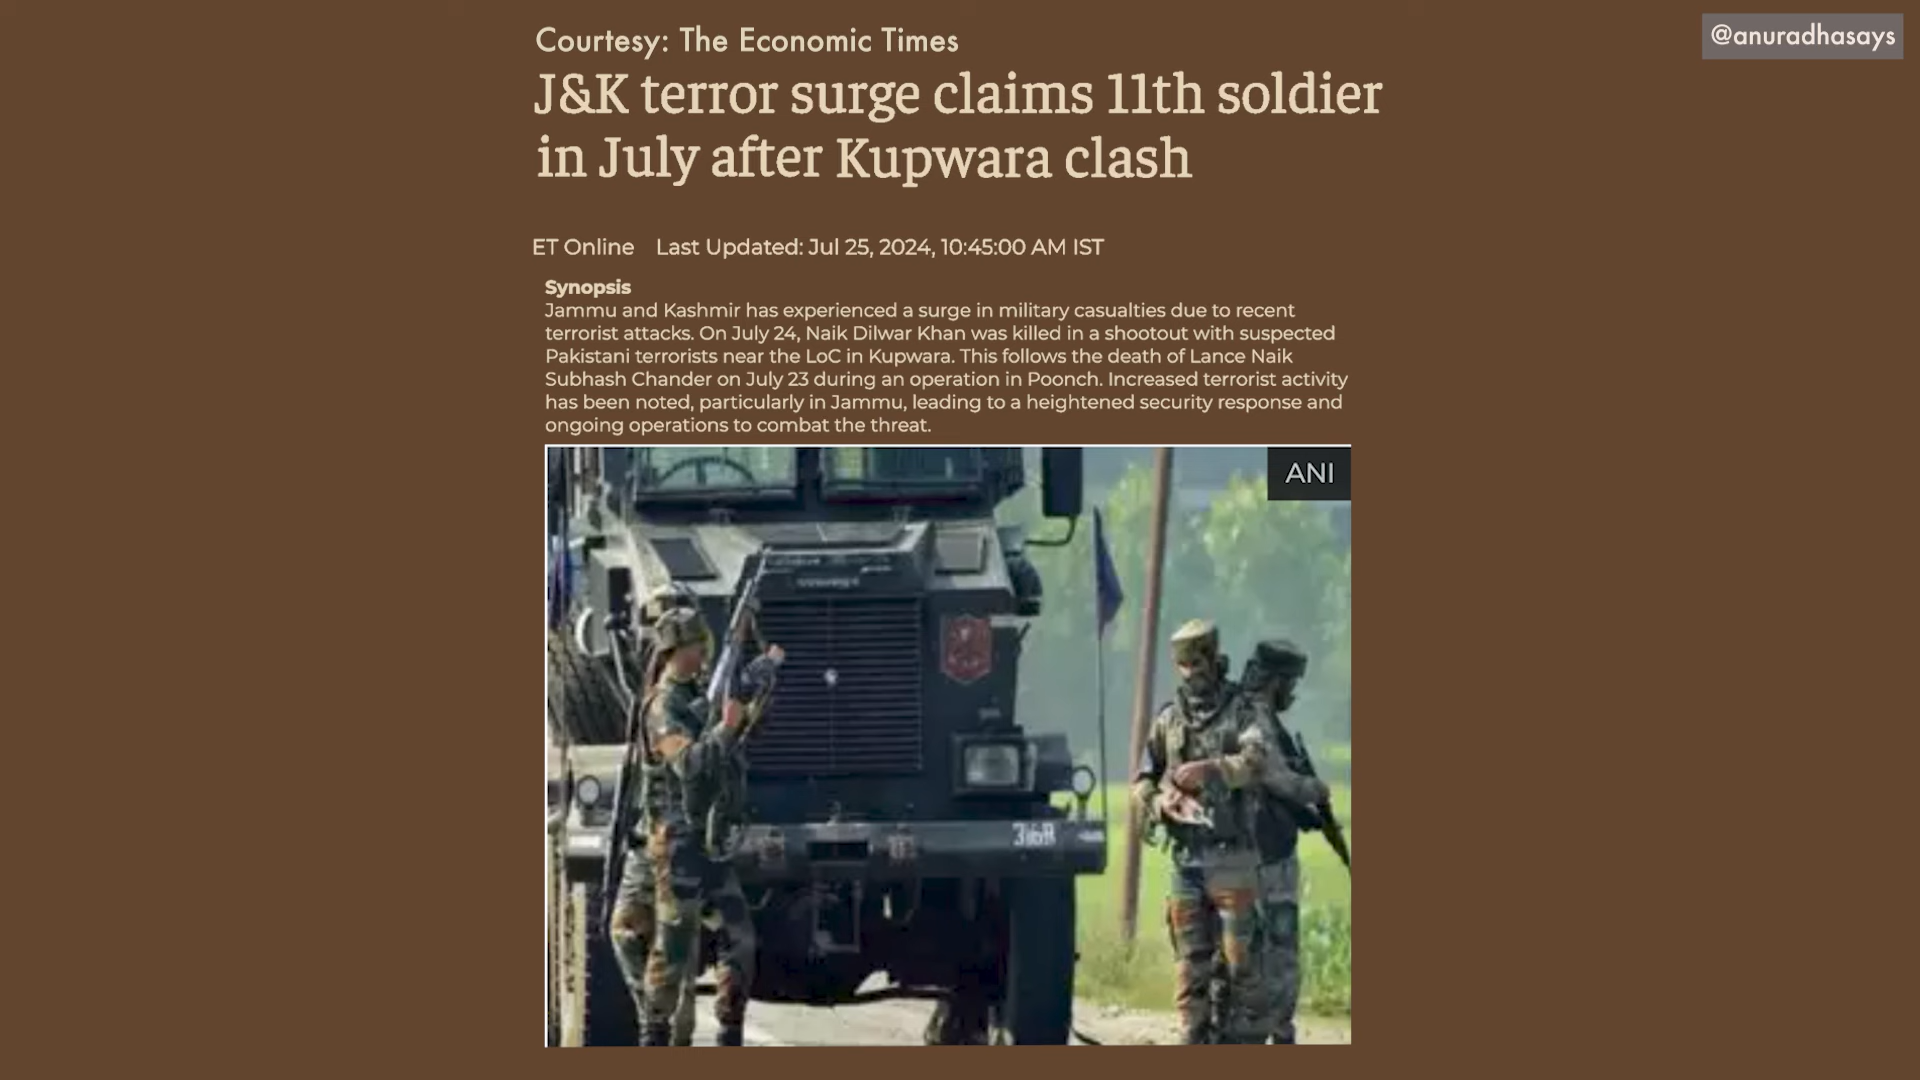 @anuradhasays
Courtesy: The Economic Times
J&K terror surge claims 11th soldier
in July after Kupwara clash
ET Online Last Updated: Jul 25, 2024, 10:45:00 AM IST
Synopsis
Jammu and Kashmir has experienced a surge in military casualties due to recent
terrorist attacks. On July 24, Naik Dilwar Khan was killed in a shootout with suspected
Pakistani terrorists near the LoC in Kupwara. This follows the death of Lance Naik
Subhash Chander on July 23 during an operation in Poonch. Increased terrorist activity
has been noted, particularly in Jammu, leading to a heightened security response and
ongoing operations to combat the threat.
ANI